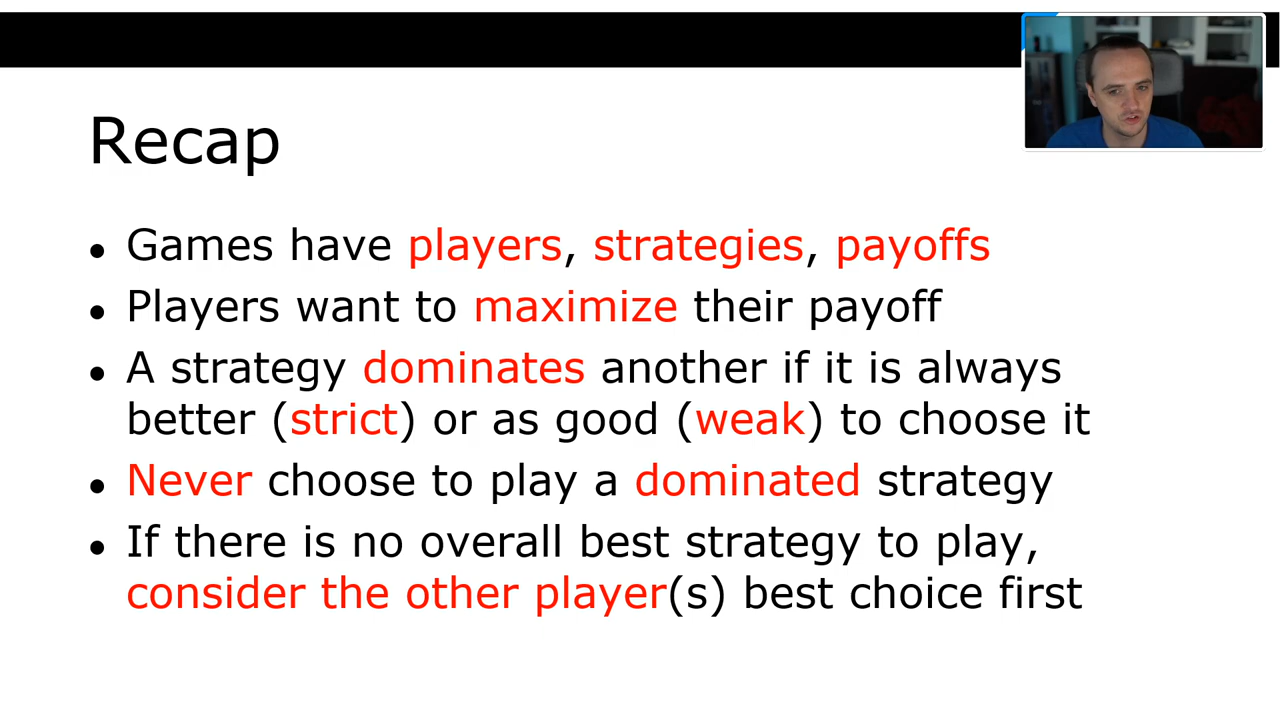 Recap
• Games have players, strategies, payoffs
• Players want to maximize their payoff
• A strategy dominates another if it is always
better (strict) or as good (weak) to choose it
• Never choose to play a dominated strategy
• If there is no overall best strategy to play,
consider the other player(s) best choice first